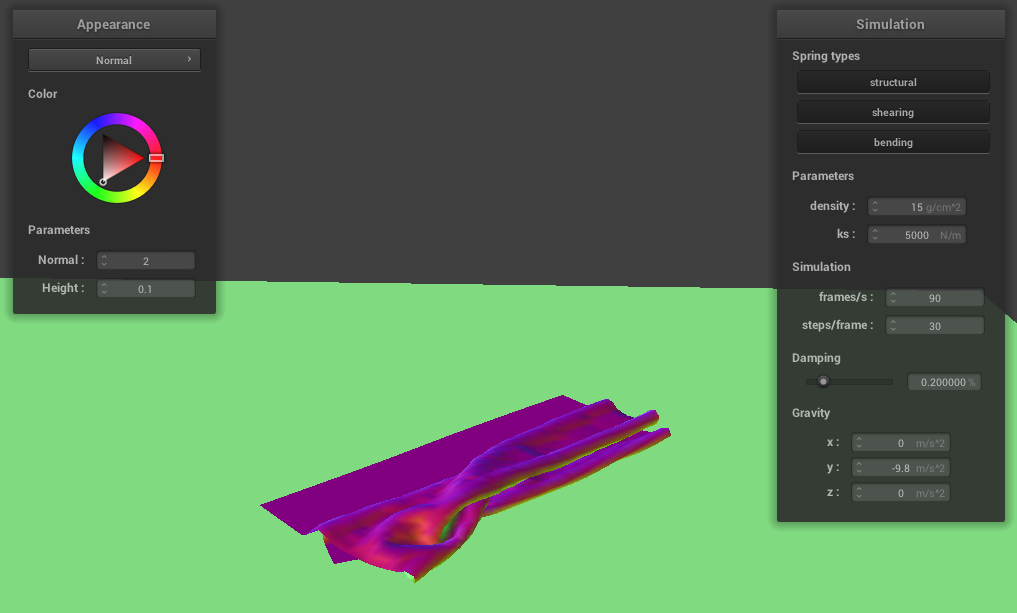 Appearance
Normal
Color
Parameters
Normal : 2
Height : 0.1
Simulation
Spring types
structural
shearing
bending
Parameters
density : 15 g/cm^2
ks : 5000 N/m
Simulation
frames/s : 90
steps/frame : 30
Damping
0.200000 %
Gravity
x : 0 m/s^2
y : -9.8 m/s^2
z : 0 m/s^2